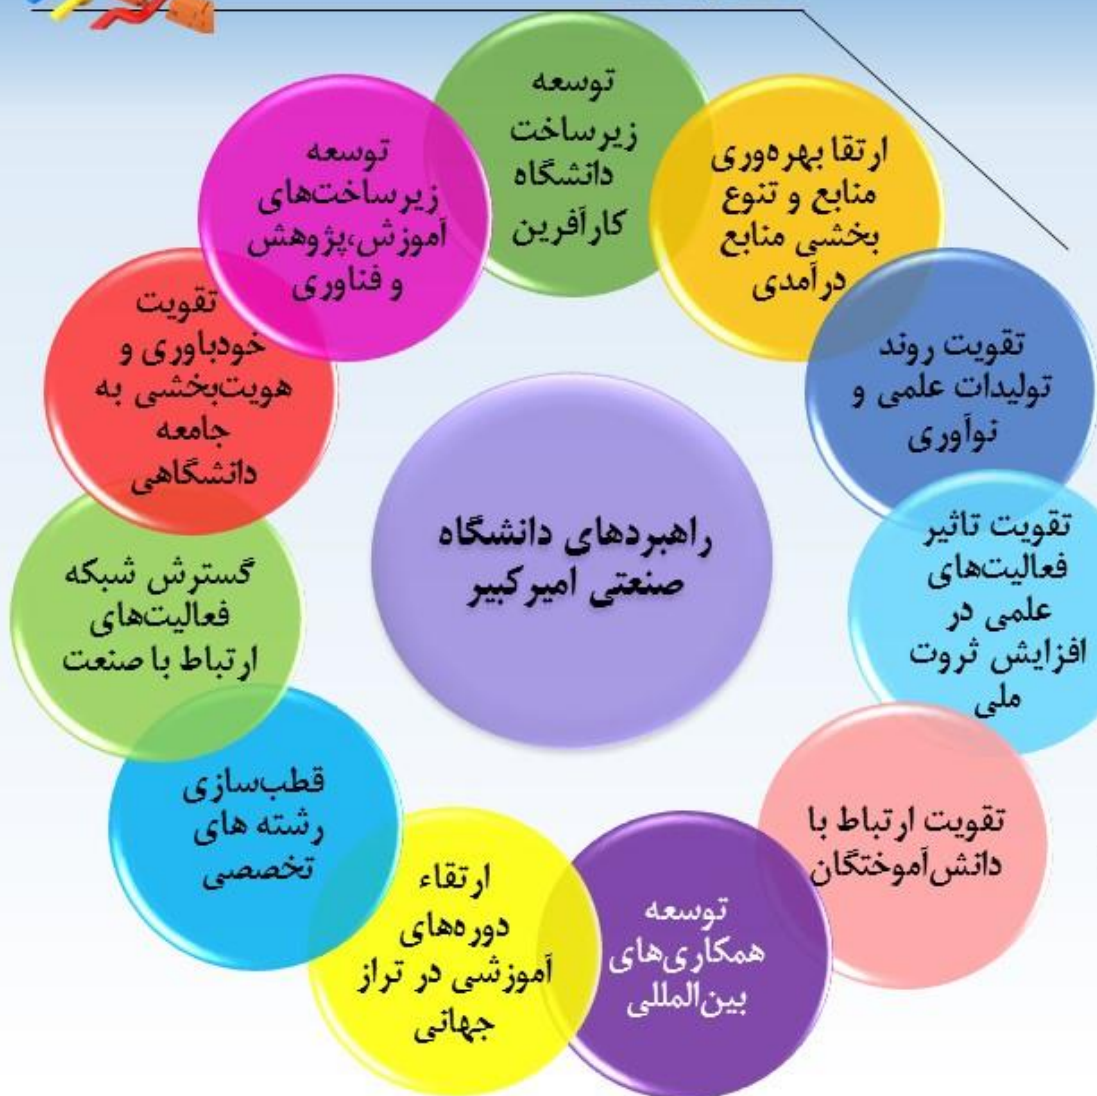 توسعه
زیرساخت
دانشگاه
کارآفرین
ارتقا بهره‌وری
منابع و تنوع
بخشی منابع
درآمدی
تقویت روند
تولیدات علمی و
نوآوری
تقویت تاثیر
فعالیت‌های
علمی در
افزایش ثروت
ملی
تقویت ارتباط با
دانش‌آموختگان
توسعه
همکاری‌های
بین‌المللی
ارتقاء
دوره‌های
آموزشی در تراز
جهانی
قطب‌سازی
رشته های
تخصصی
گسترش شبکه
فعالیت‌های
ارتباط با صنعت
تقویت
خودباوری و
هویت‌بخشی به
جامعه
دانشگاهی
توسعه
زیرساخت‌های
آموزش،پژوهش
و فناوری
راهبردهای دانشگاه
صنعتی امیرکبیر